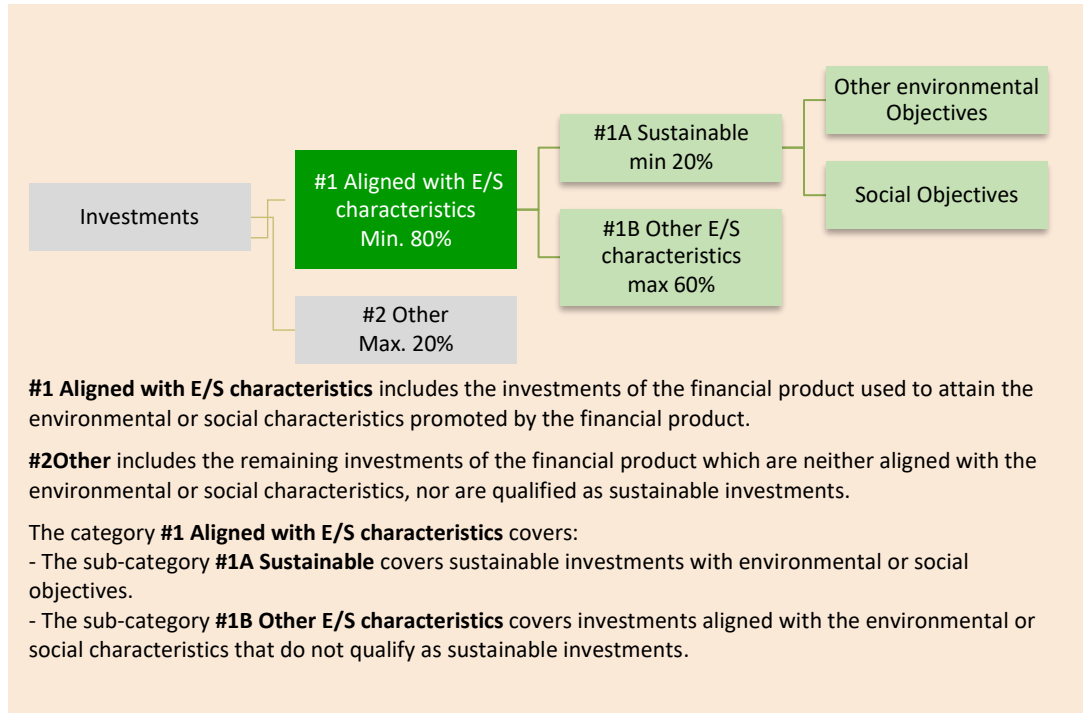 Investments
#1 Aligned with E/S
characteristics
Min. 80%
#2 Other
Max. 20%
#1A Sustainable
min 20%
#1B Other E/S
characteristics
max 60%
Other environmental
Objectives
Social Objectives
#1 Aligned with E/S characteristics includes the investments of the financial product used to attain the
environmental or social characteristics promoted by the financial product.
#2Other includes the remaining investments of the financial product which are neither aligned with the
environmental or social characteristics, nor are qualified as sustainable investments.
The category #1 Aligned with E/S characteristics covers:
- The sub-category #1A Sustainable covers sustainable investments with environmental or social
objectives.
- The sub-category #1B Other E/S characteristics covers investments aligned with the environmental or
social characteristics that do not qualify as sustainable investments.